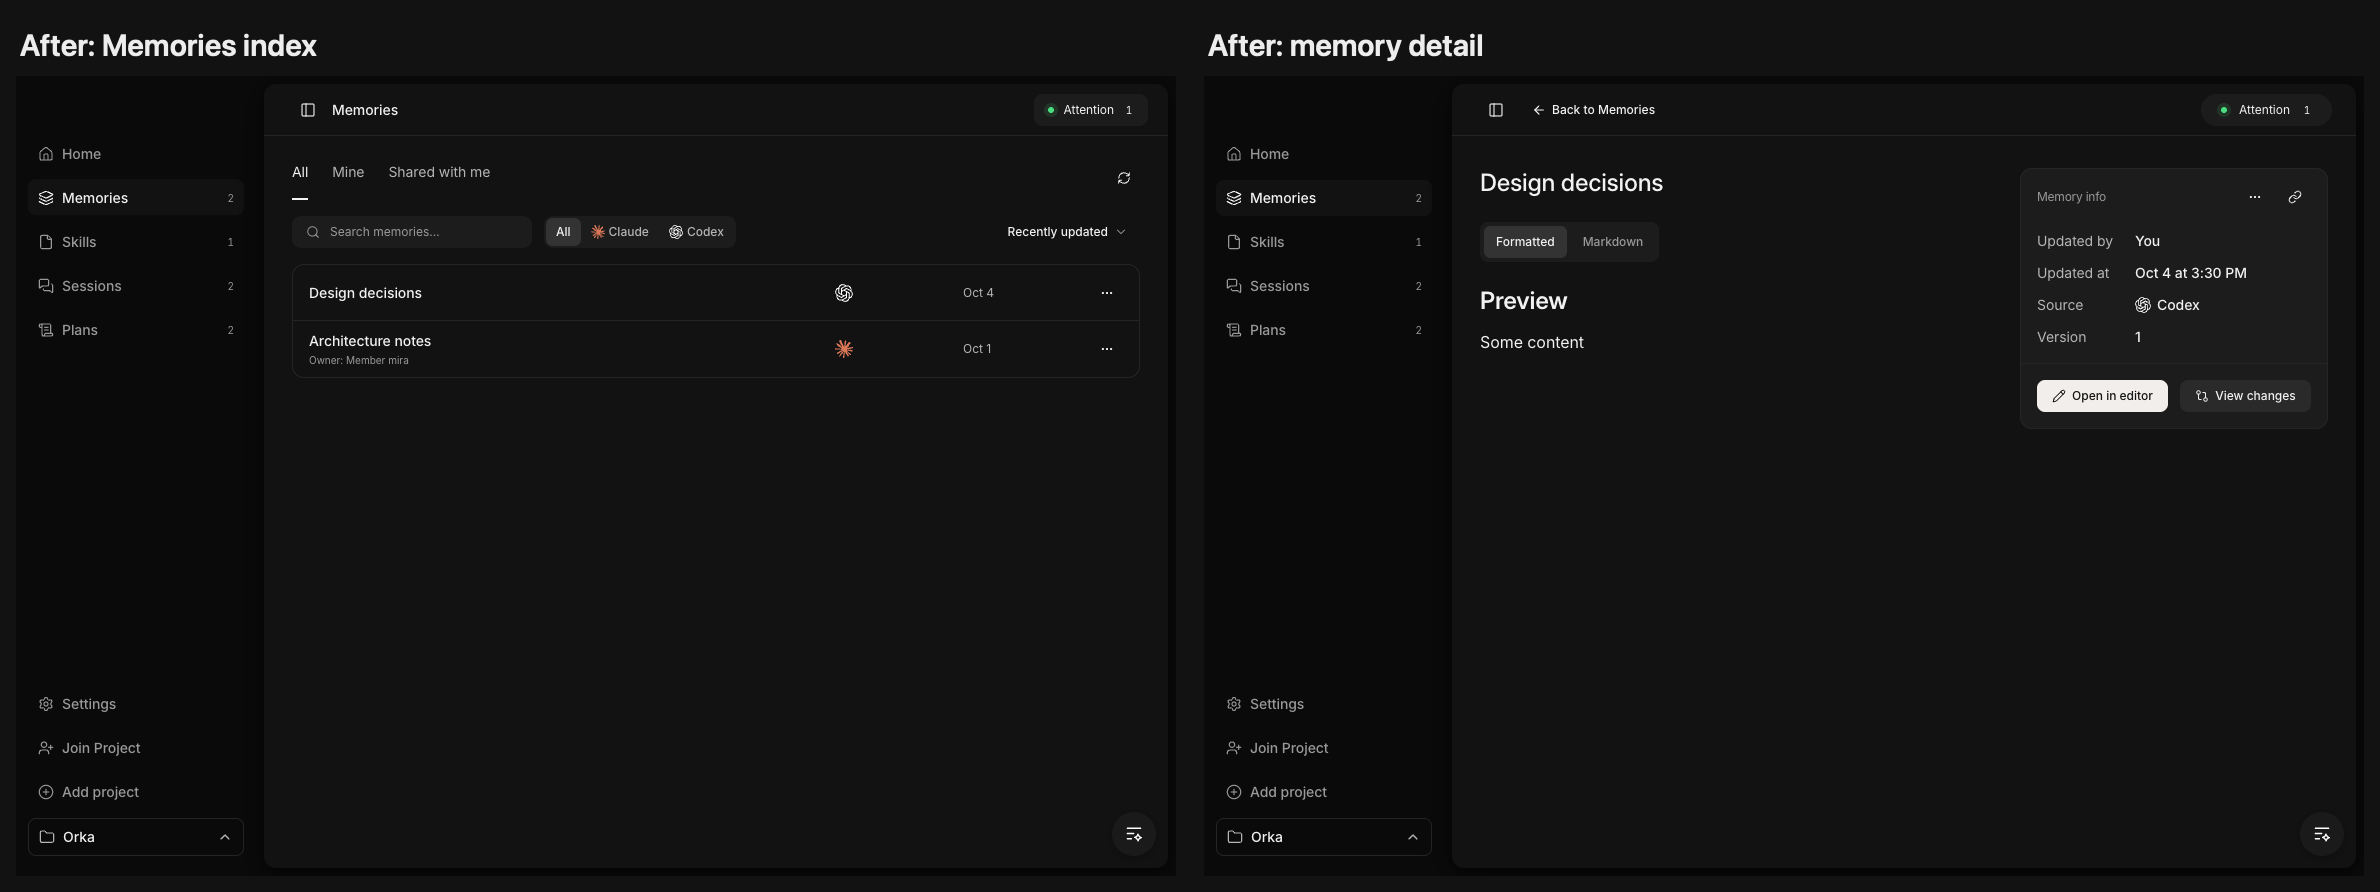 After: Memories index
Memories
Attention 1
Home
Memories 2
Skills 1
Sessions 2
Plans 2
All Mine Shared with me
Search memories...
All Claude Codex
Recently updated
Design decisions Oct 4
Architecture notes Oct 1
Owner: Member mira
Settings
Join Project
Add project
Orka
After: memory detail
Back to Memories
Attention 1
Home
Memories 2
Skills 1
Sessions 2
Plans 2
Design decisions
Formatted Markdown
Preview
Some content
Memory info
Updated by You
Updated at Oct 4 at 3:30 PM
Source Codex
Version 1
Open in editor View changes
Settings
Join Project
Add project
Orka